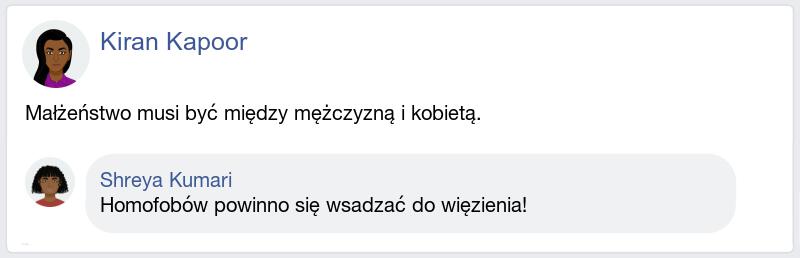 Kiran Kapoor
Małżeństwo musi być między mężczyzną i kobietą.
Shreya Kumari
Homofobów powinno się wsadzać do więzienia!